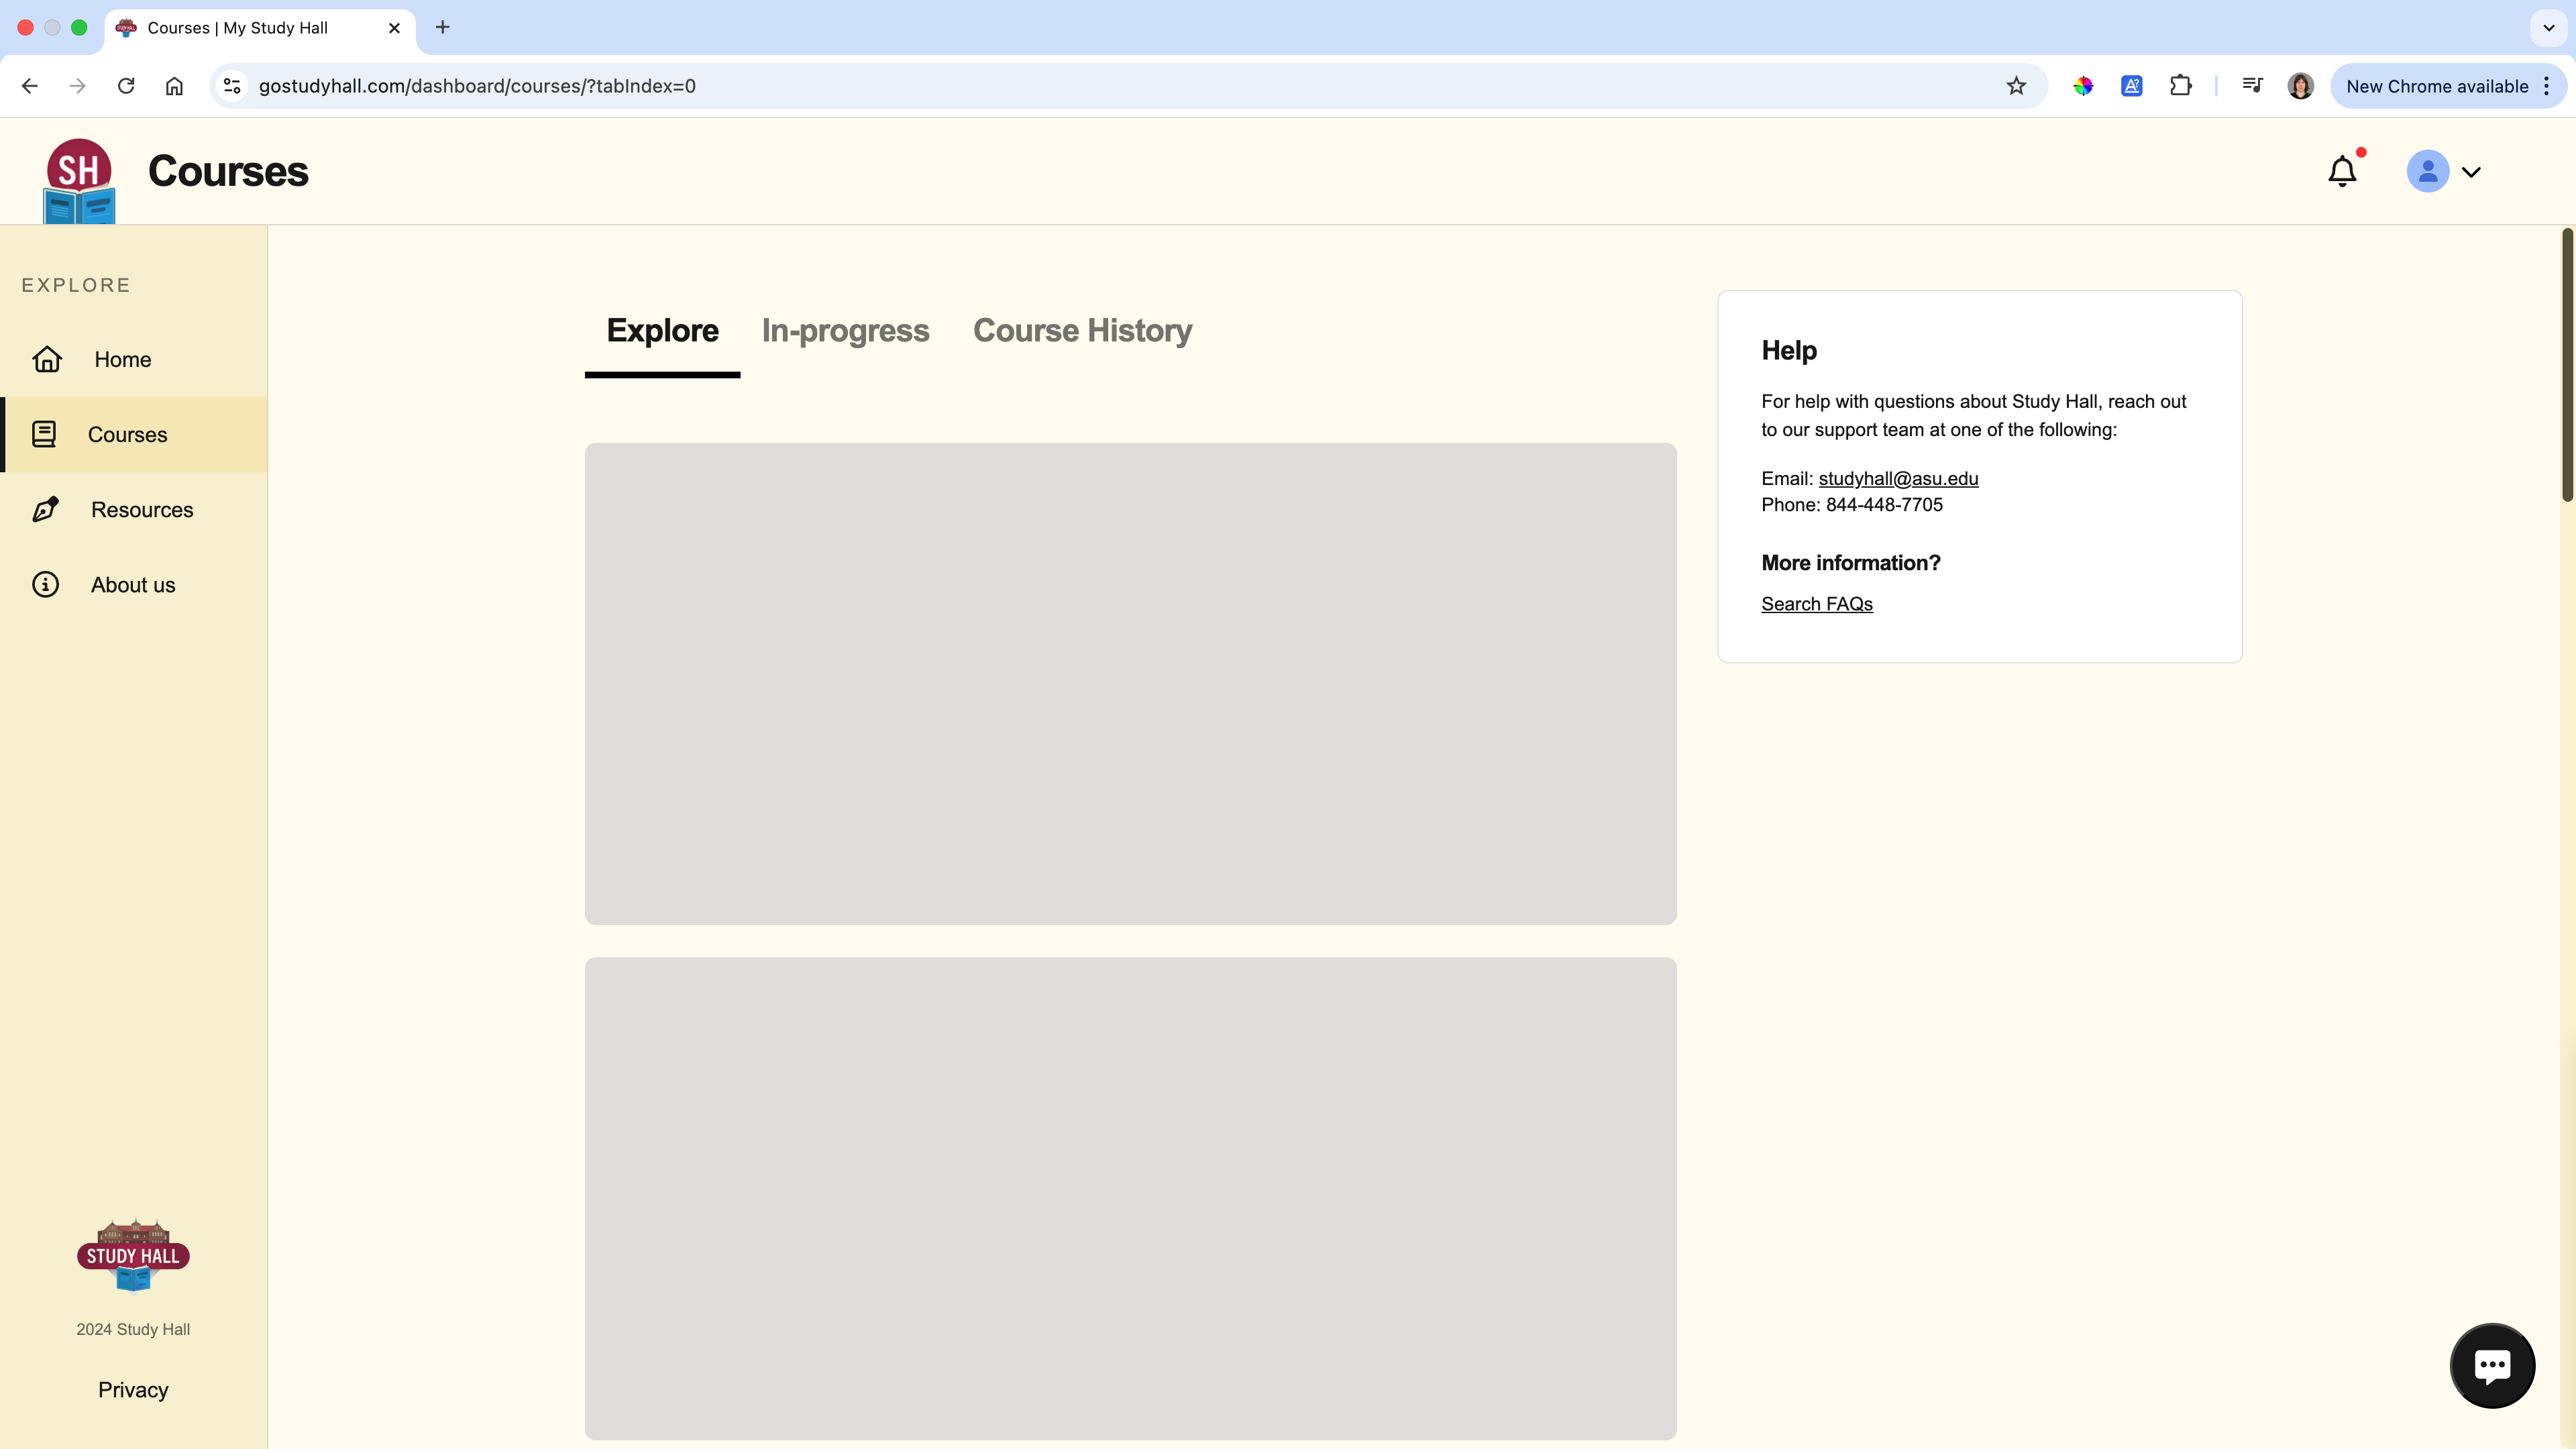 Courses | My Study Hall
gostudyhall.com/dashboard/courses/?tabIndex=0
New Chrome available
SH
Courses
EXPLORE
Home
Courses
Resources
About us
STUDY HALL
2024 Study Hall
Privacy
Explore
In-progress
Course History
Help
For help with questions about Study Hall, reach out
to our support team at one of the following:
Email: studyhall@asu.edu
Phone: 844-448-7705
More information?
Search FAQs